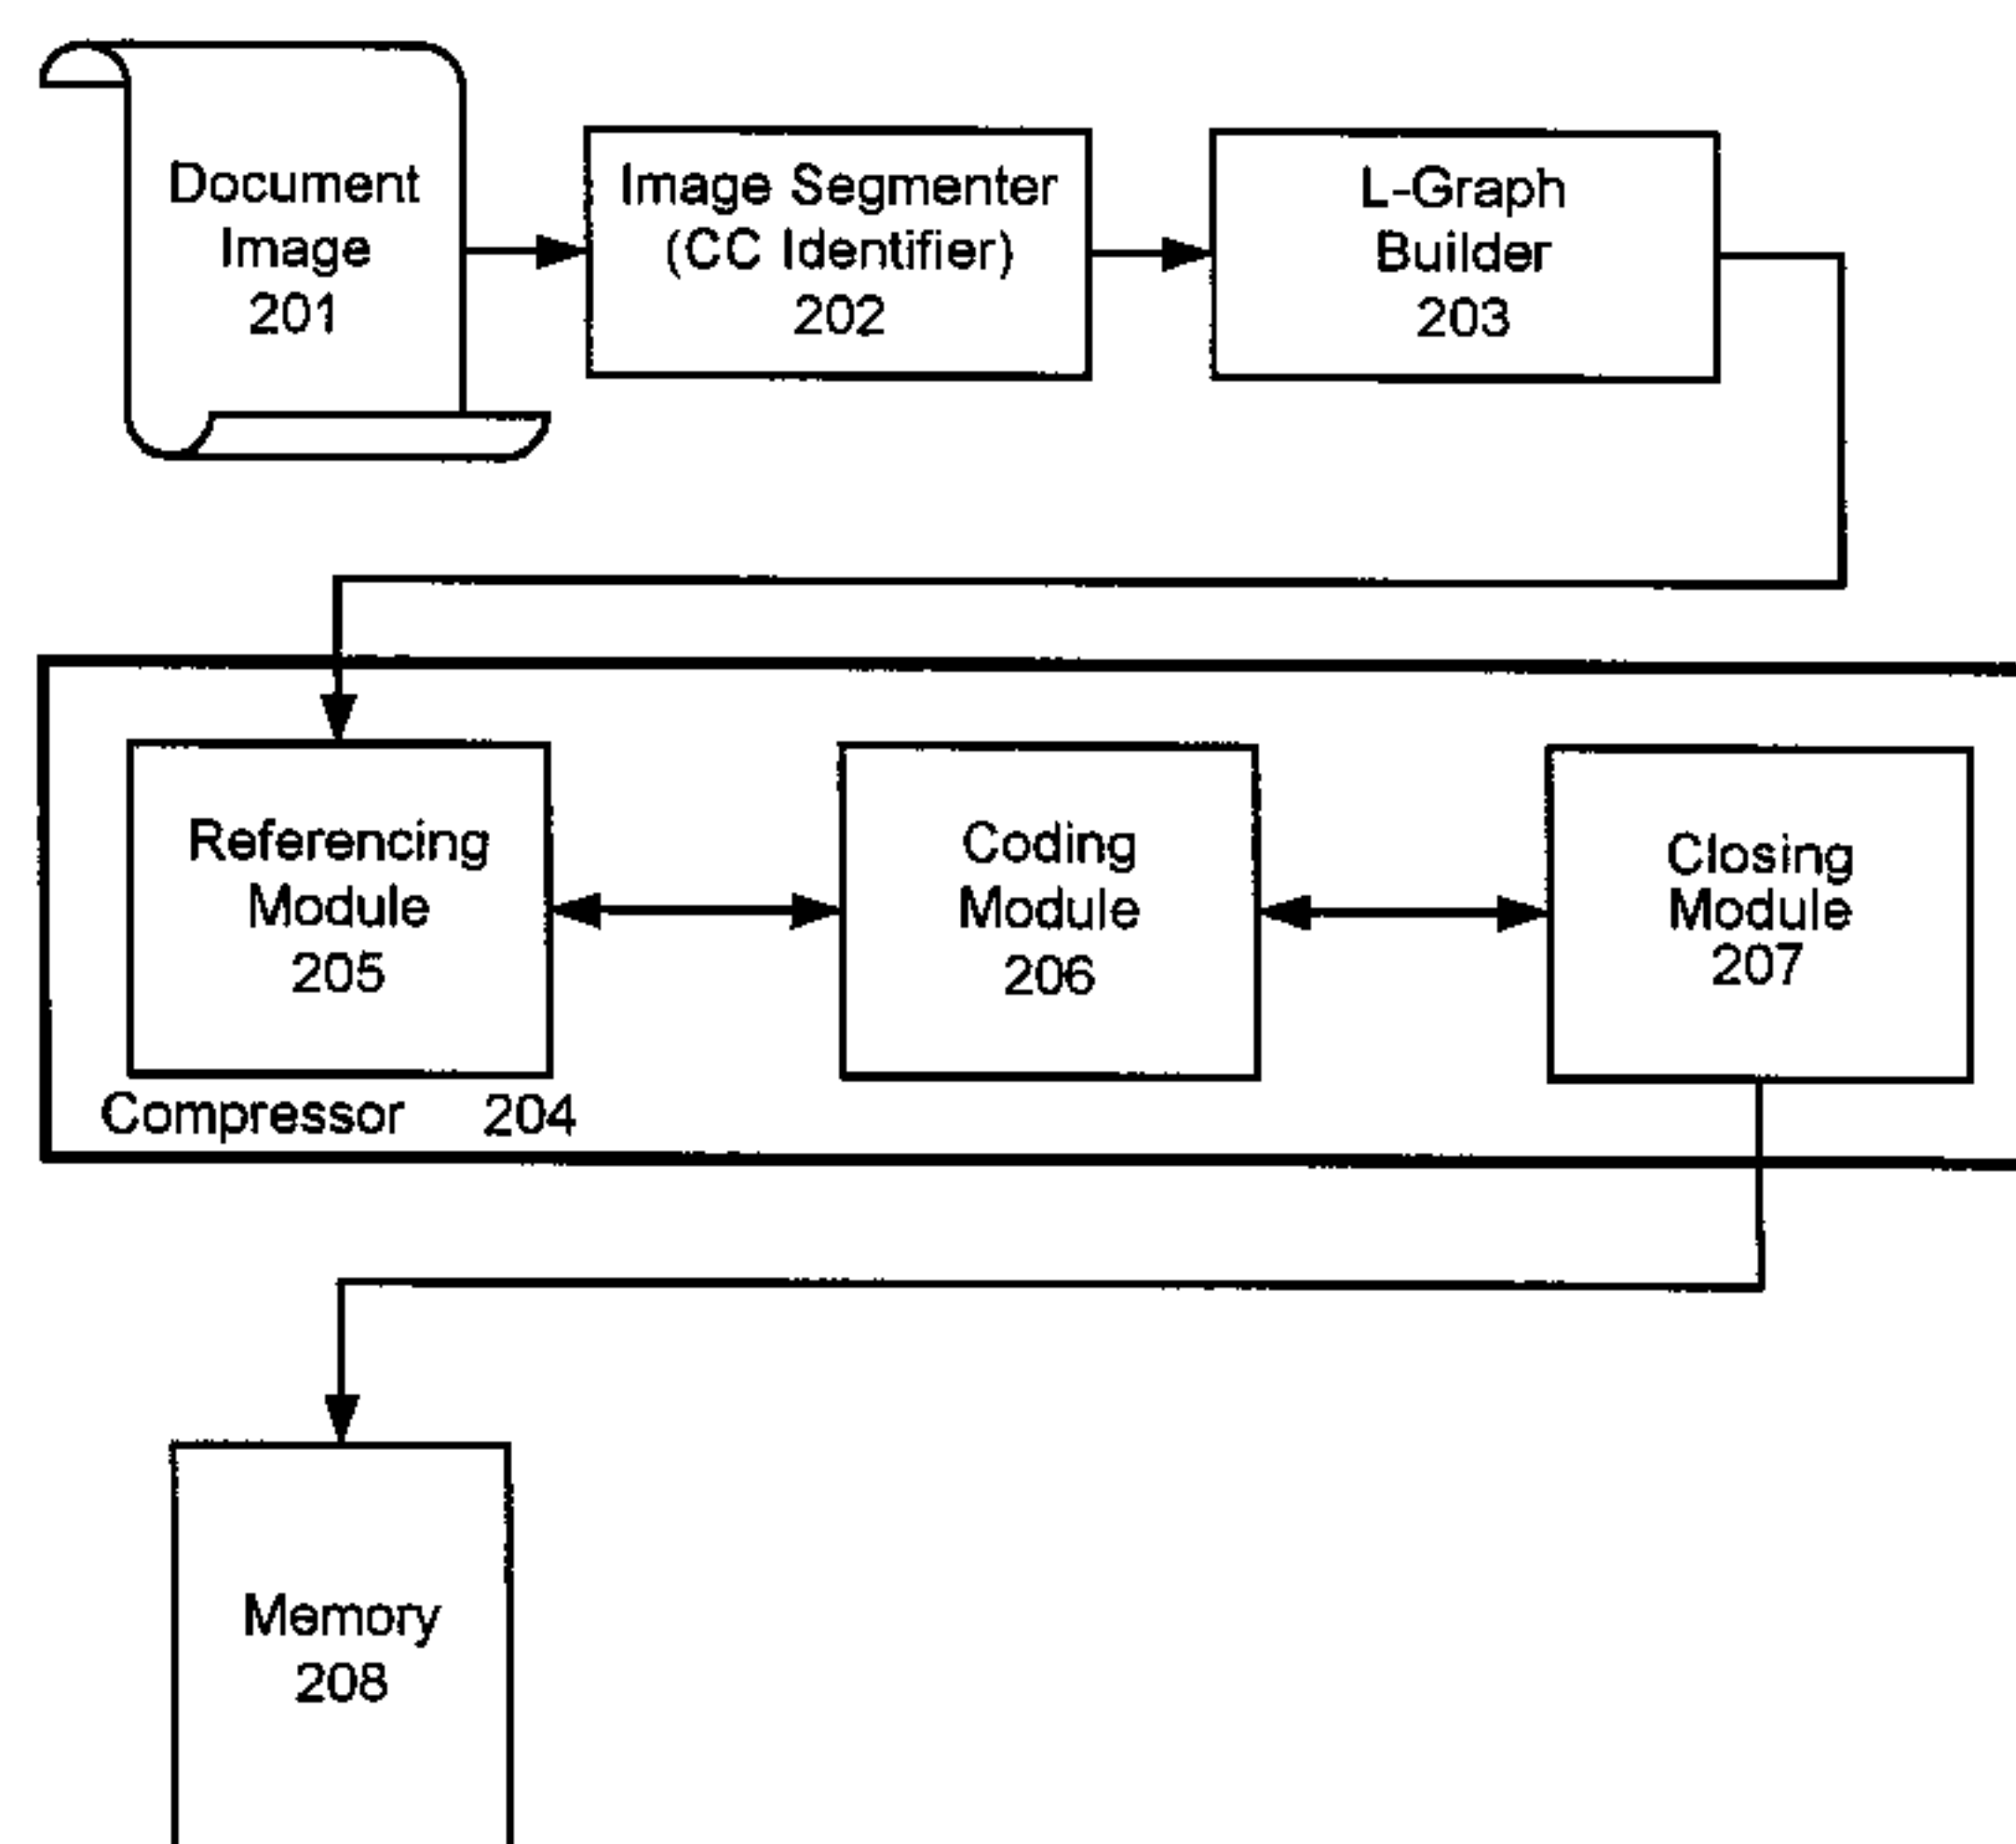 Document
Image
201
Image Segmenter
(CC Identifier)
202
L-Graph
Builder
203
Referencing
Module
205
Coding
Module
206
Closing
Module
207
Compressor 204
Memory
208